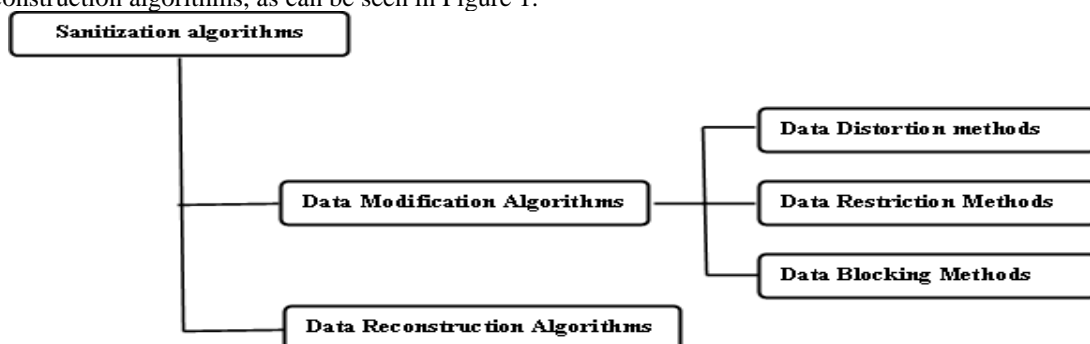 construction algorithms, as can be seen in Figure 1.
Sanitization algorithms
Data Distortion methods
Data Modification Algorithms
Data Restriction Methods
Data Blocking Methods
Data Reconstruction Algorithms